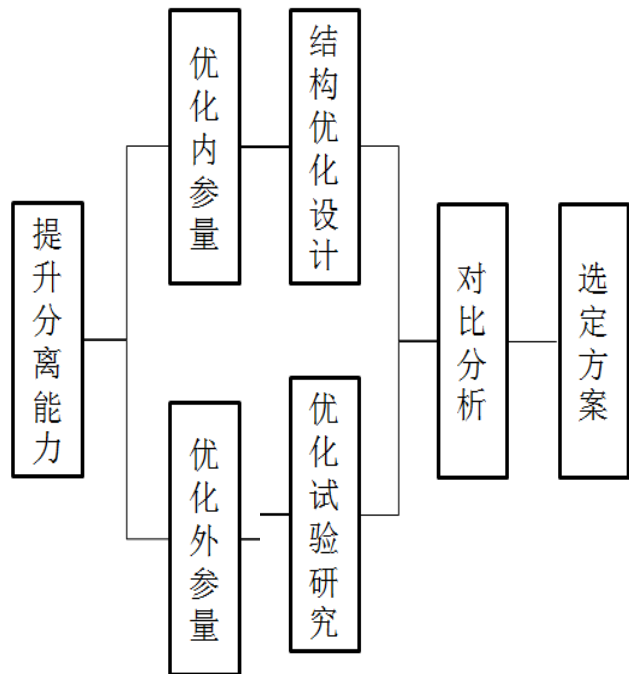 提升分离能力
优化内参量
结构优化设计
优化外参量
优化试验研究
对比分析
选定方案